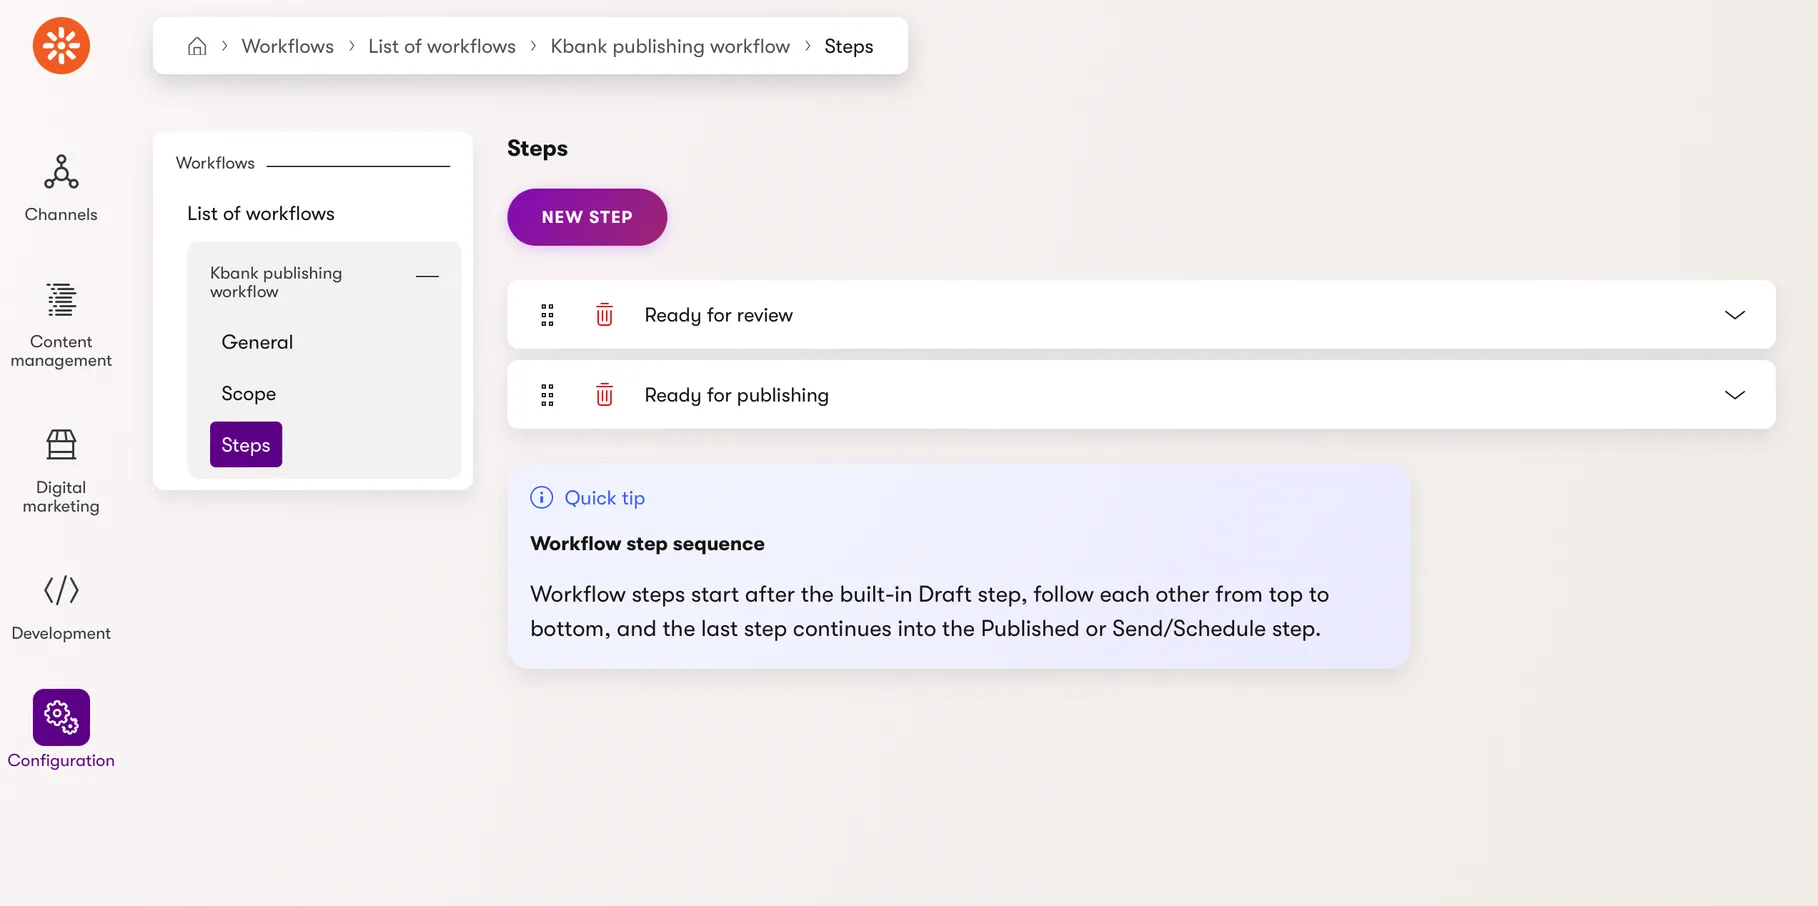 Workflows
List of workflows
Kbank publishing workflow
Steps
Channels
Content
management
Digital
marketing
Development
Configuration
Workflows
List of workflows
Kbank publishing
workflow
General
Scope
Steps
Steps
NEW STEP
Ready for review
Ready for publishing
Quick tip
Workflow step sequence
Workflow steps start after the built-in Draft step, follow each other from top to
bottom, and the last step continues into the Published or Send/Schedule step.